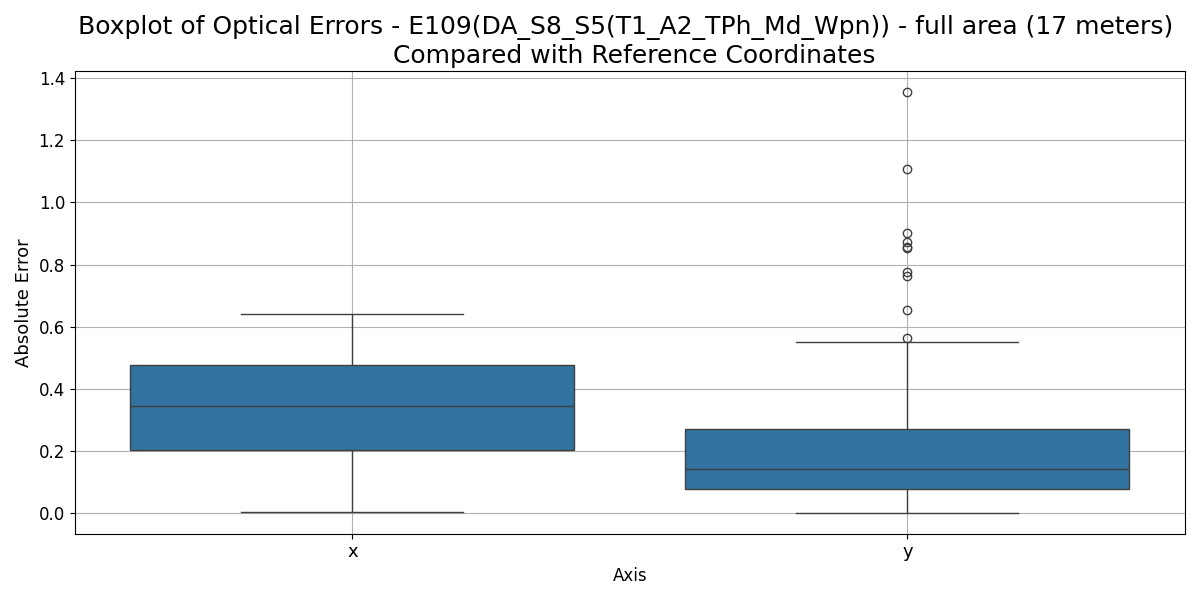 Boxplot of Optical Errors - E109(DA_S8_S5(T1_A2_TPh_Md_Wpn)) - full area (17 meters)
Compared with Reference Coordinates
Absolute Error
1.4
1.2
1.0
0.8
0.6
0.4
0.2
0.0
x
y
Axis